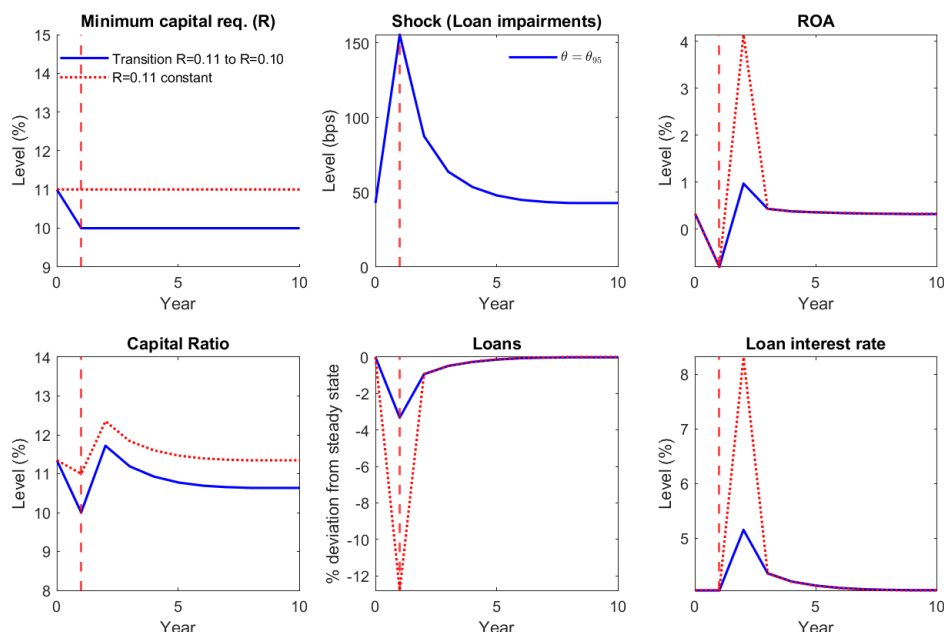 Minimum capital req. (R)
Level (%)
15
14
13
12
11
10
9
Transition R=0.11 to R=0.10
R=0.11 constant
0
5
10
Year
Shock (Loan impairments)
Level (bps)
150
100
50
0
θ = θ₉₅
0
5
10
Year
ROA
Level (%)
4
3
2
1
0
0
5
10
Year
Capital Ratio
Level (%)
14
13
12
11
10
9
8
0
5
10
Year
Loans
% deviation from steady state
0
-2
-4
-6
-8
-10
-12
0
5
10
Year
Loan interest rate
Level (%)
8
7
6
5
0
5
10
Year